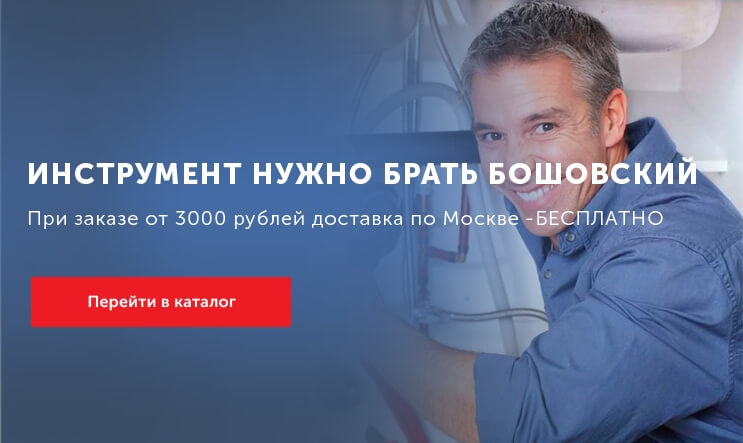 ИНСТРУМЕНТ НУЖНО БРАТЬ БОШОВСКИЙ
При заказе от 3000 рублей доставка по Москве -БЕСПЛАТНО
Перейти в каталог